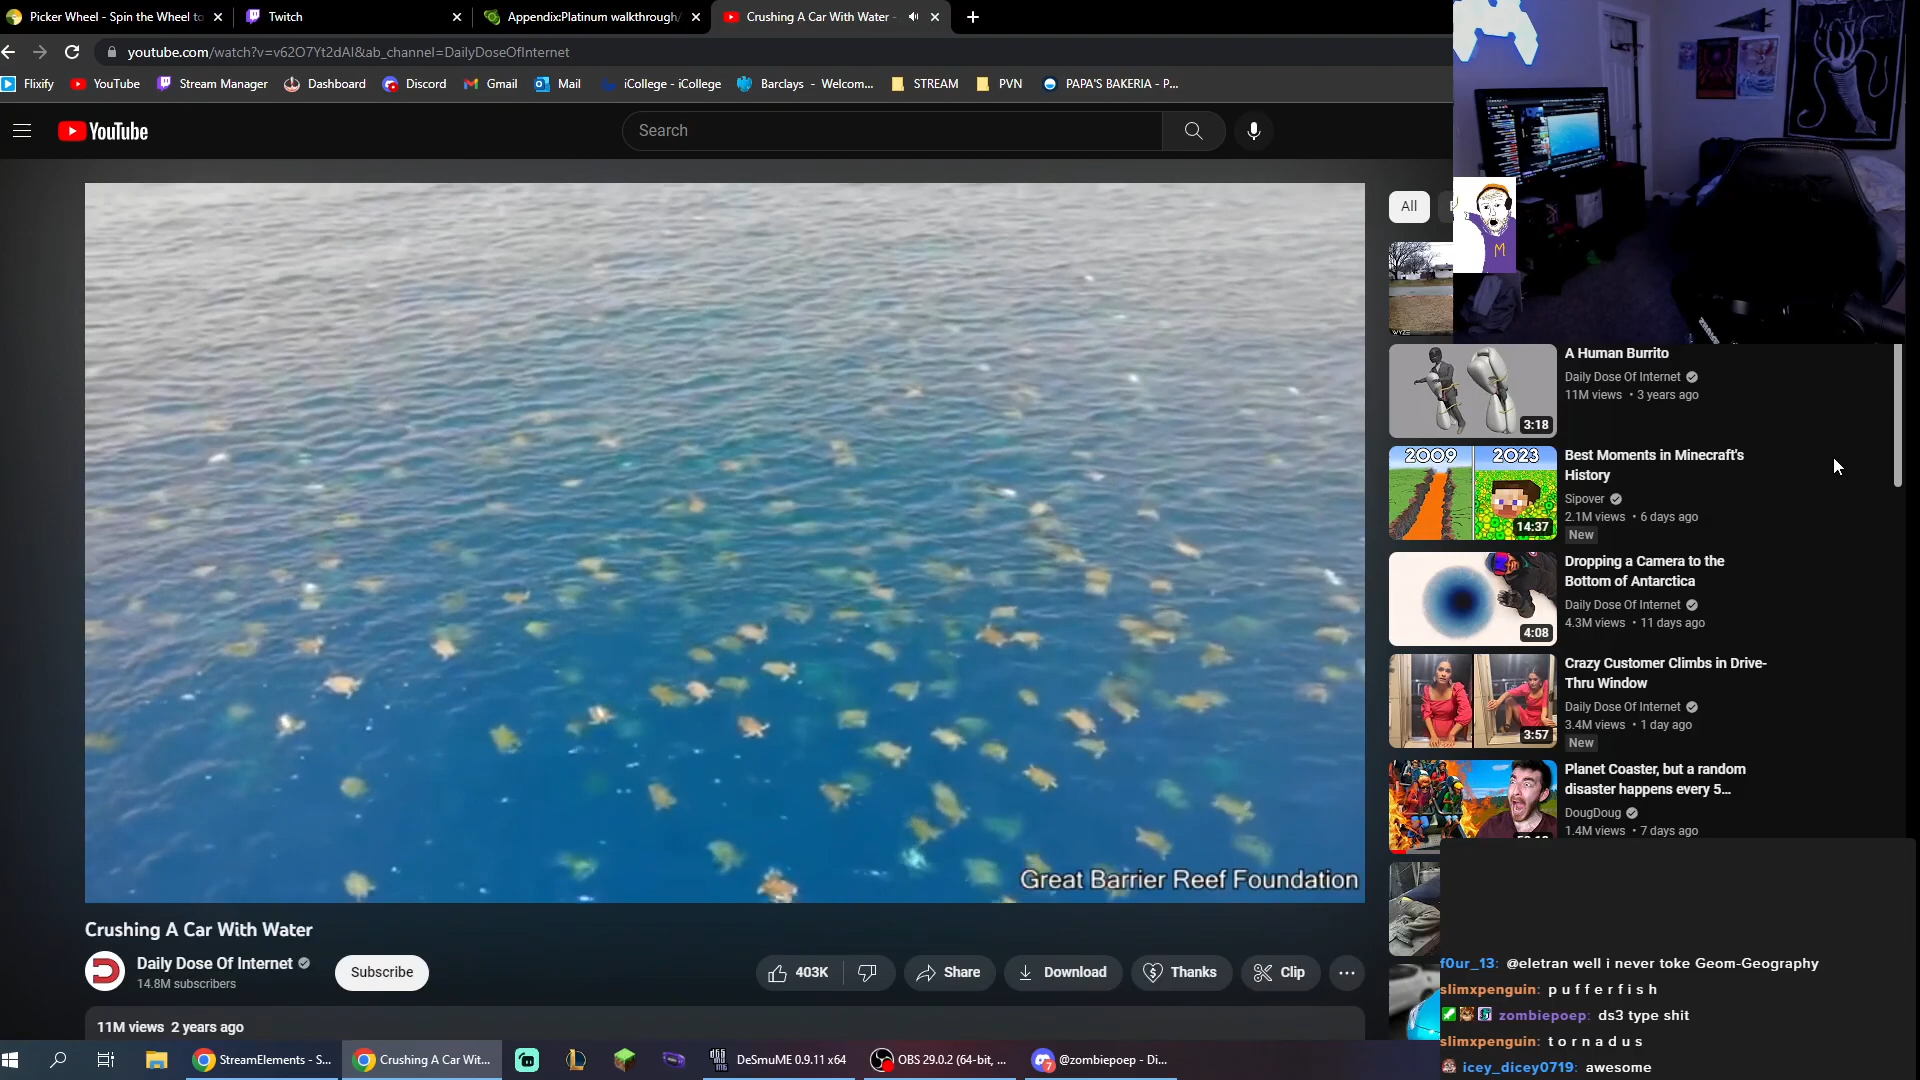 Picker Wheel - Spin the Wheel to
Twitch
Appendix:Platinum walkthrough/
Crushing A Car With Water -
youtube.com/watch?v=v62O7Yt2dAI&ab_channel=DailyDoseOfInternet
Flixify
YouTube
Stream Manager
Dashboard
Discord
Gmail
Mail
iCollege - iCollege
Barclays - Welcom...
STREAM
PVN
PAPA'S BAKERIA - P...
YouTube
Search
All
M
WYZE
A Human Burrito
Daily Dose Of Internet
11M views • 3 years ago
3:18
2009
2023
14:37
Best Moments in Minecraft's
History
Sipover
2.1M views • 6 days ago
New
Dropping a Camera to the
Bottom of Antarctica
Daily Dose Of Internet
4.3M views • 11 days ago
4:08
Crazy Customer Climbs in Drive-
Thru Window
Daily Dose Of Internet
3.4M views • 1 day ago
New
3:57
Planet Coaster, but a random
disaster happens every 5...
DougDoug
1.4M views • 7 days ago
Great Barrier Reef Foundation
Crushing A Car With Water
Daily Dose Of Internet
14.8M subscribers
Subscribe
403K
Share
Download
Thanks
Clip
11M views 2 years ago
f0ur_13: @eletran well i never toke Geom-Geography
slimxpenguin: p u f f e r f i s h
zombiepoep: ds3 type shit
slimxpenguin: t o r n a d u s
icey_dicey0719: awesome
StreamElements - S...
Crushing A Car Wit...
DeSmuME 0.9.11 x64
OBS 29.0.2 (64-bit, ...
@zombiepoep - Di...